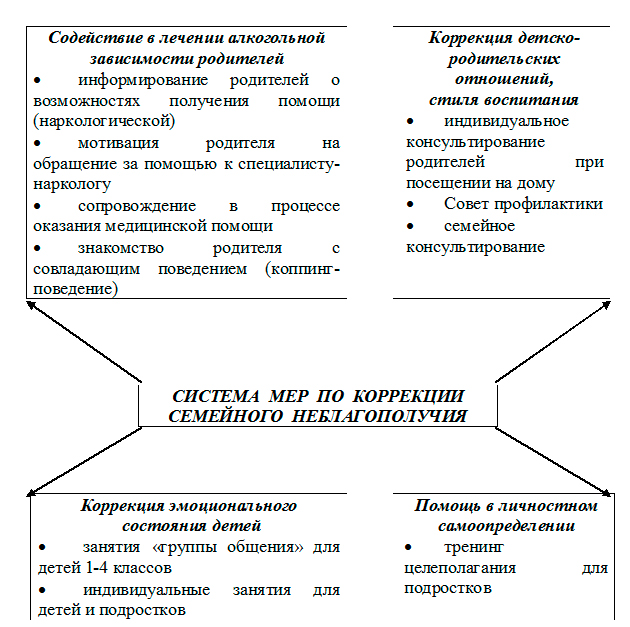 Содействие в лечении алкогольной
зависимости родителей
• информирование родителей о
возможностях получения помощи
(наркологической)
• мотивация родителя на
обращение за помощью к специалисту-
наркологу
• сопровождение в процессе
оказания медицинской помощи
• знакомство родителя с
совладающим поведением (коппинг-
поведение)
Коррекция детско-
родительских
отношений,
стиля воспитания
• индивидуальное
консультирование
родителей при
посещении на дому
• Совет профилактики
• семейное
консультирование
СИСТЕМА МЕР ПО КОРРЕКЦИИ
СЕМЕЙНОГО НЕБЛАГОПОЛУЧИЯ
Коррекция эмоционального
состояния детей
• занятия «группы общения» для
детей 1-4 классов
• индивидуальные занятия для
детей и подростков
Помощь в личностном
самоопределении
• тренинг
целеполагания для
подростков